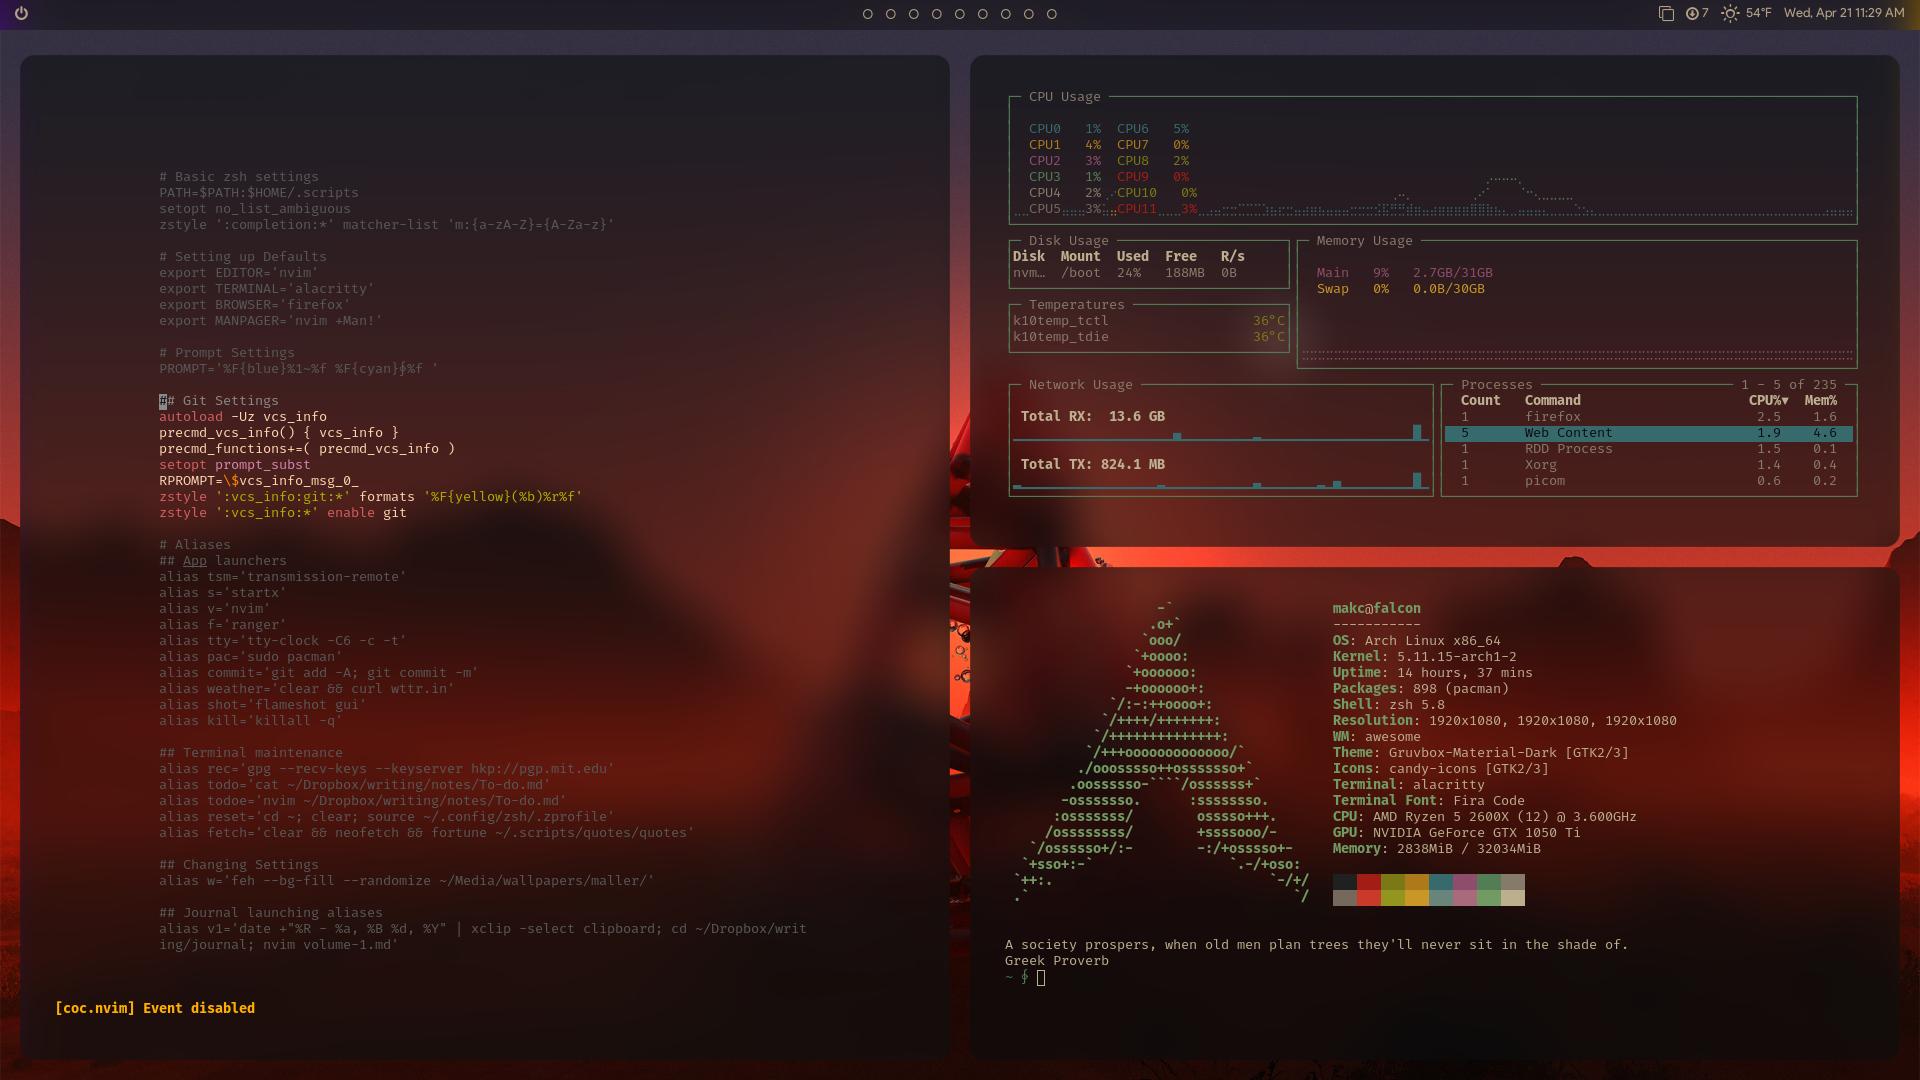 7 54°F Wed, Apr 21 11:29 AM
# Basic zsh settings
PATH=$PATH:$HOME/.scripts
setopt no_list_ambiguous
zstyle ':completion:*' matcher-list 'm:{a-zA-Z}={A-Za-z}'
# Setting up Defaults
export EDITOR='nvim'
export TERMINAL='alacritty'
export BROWSER='firefox'
export MANPAGER='nvim +Man!'
# Prompt Settings
PROMPT='%F{blue}%1~%f %F{cyan}∮%f '
## Git Settings
autoload -Uz vcs_info
precmd_vcs_info() { vcs_info }
precmd_functions+=( precmd_vcs_info )
setopt prompt_subst
RPROMPT=\$vcs_info_msg_0_
zstyle ':vcs_info:git:*' formats '%F{yellow}(%b)%r%f'
zstyle ':vcs_info:*' enable git
# Aliases
## App launchers
alias tsm='transmission-remote'
alias s='startx'
alias v='nvim'
alias f='ranger'
alias tty='tty-clock -C6 -c -t'
alias pac='sudo pacman'
alias commit='git add -A; git commit -m'
alias weather='clear && curl wttr.in'
alias shot='flameshot gui'
alias kill='killall -q'
## Terminal maintenance
alias rec='gpg --recv-keys --keyserver hkp://pgp.mit.edu'
alias todo='cat ~/Dropbox/writing/notes/To-do.md'
alias todoe='nvim ~/Dropbox/writing/notes/To-do.md'
alias reset='cd ~; clear; source ~/.config/zsh/.zprofile'
alias fetch='clear && neofetch && fortune ~/.scripts/quotes/quotes'
## Changing Settings
alias w='feh --bg-fill --randomize ~/Media/wallpapers/maller/'
## Journal launching aliases
alias v1='date +"%R - %a, %B %d, %Y" | xclip -select clipboard; cd ~/Dropbox/writ
ing/journal; nvim volume-1.md'
[coc.nvim] Event disabled
CPU Usage
CPU0 1% CPU6 5%
CPU1 4% CPU7 0%
CPU2 3% CPU8 2%
CPU3 1% CPU9 0%
CPU4 2% CPU10 0%
CPU5 3% CPU11 3%
Disk Usage
Disk Mount Used Free R/s
nvm… /boot 24% 188MB 0B
Temperatures
k10temp_tctl 36°C
k10temp_tdie 36°C
Memory Usage
Main 9% 2.7GB/31GB
Swap 0% 0.0B/30GB
Network Usage
Total RX: 13.6 GB
Total TX: 824.1 MB
Processes 1 - 5 of 235
Count Command CPU%▼ Mem%
1 firefox 2.5 1.6
5 Web Content 1.9 4.6
1 RDD Process 1.5 0.1
1 Xorg 1.4 0.4
1 picom 0.6 0.2
makc@falcon
-----------
OS: Arch Linux x86_64
Kernel: 5.11.15-arch1-2
Uptime: 14 hours, 37 mins
Packages: 898 (pacman)
Shell: zsh 5.8
Resolution: 1920x1080, 1920x1080, 1920x1080
WM: awesome
Theme: Gruvbox-Material-Dark [GTK2/3]
Icons: candy-icons [GTK2/3]
Terminal: alacritty
Terminal Font: Fira Code
CPU: AMD Ryzen 5 2600X (12) @ 3.600GHz
GPU: NVIDIA GeForce GTX 1050 Ti
Memory: 2838MiB / 32034MiB
A society prospers, when old men plan trees they'll never sit in the shade of.
Greek Proverb
~ ∮